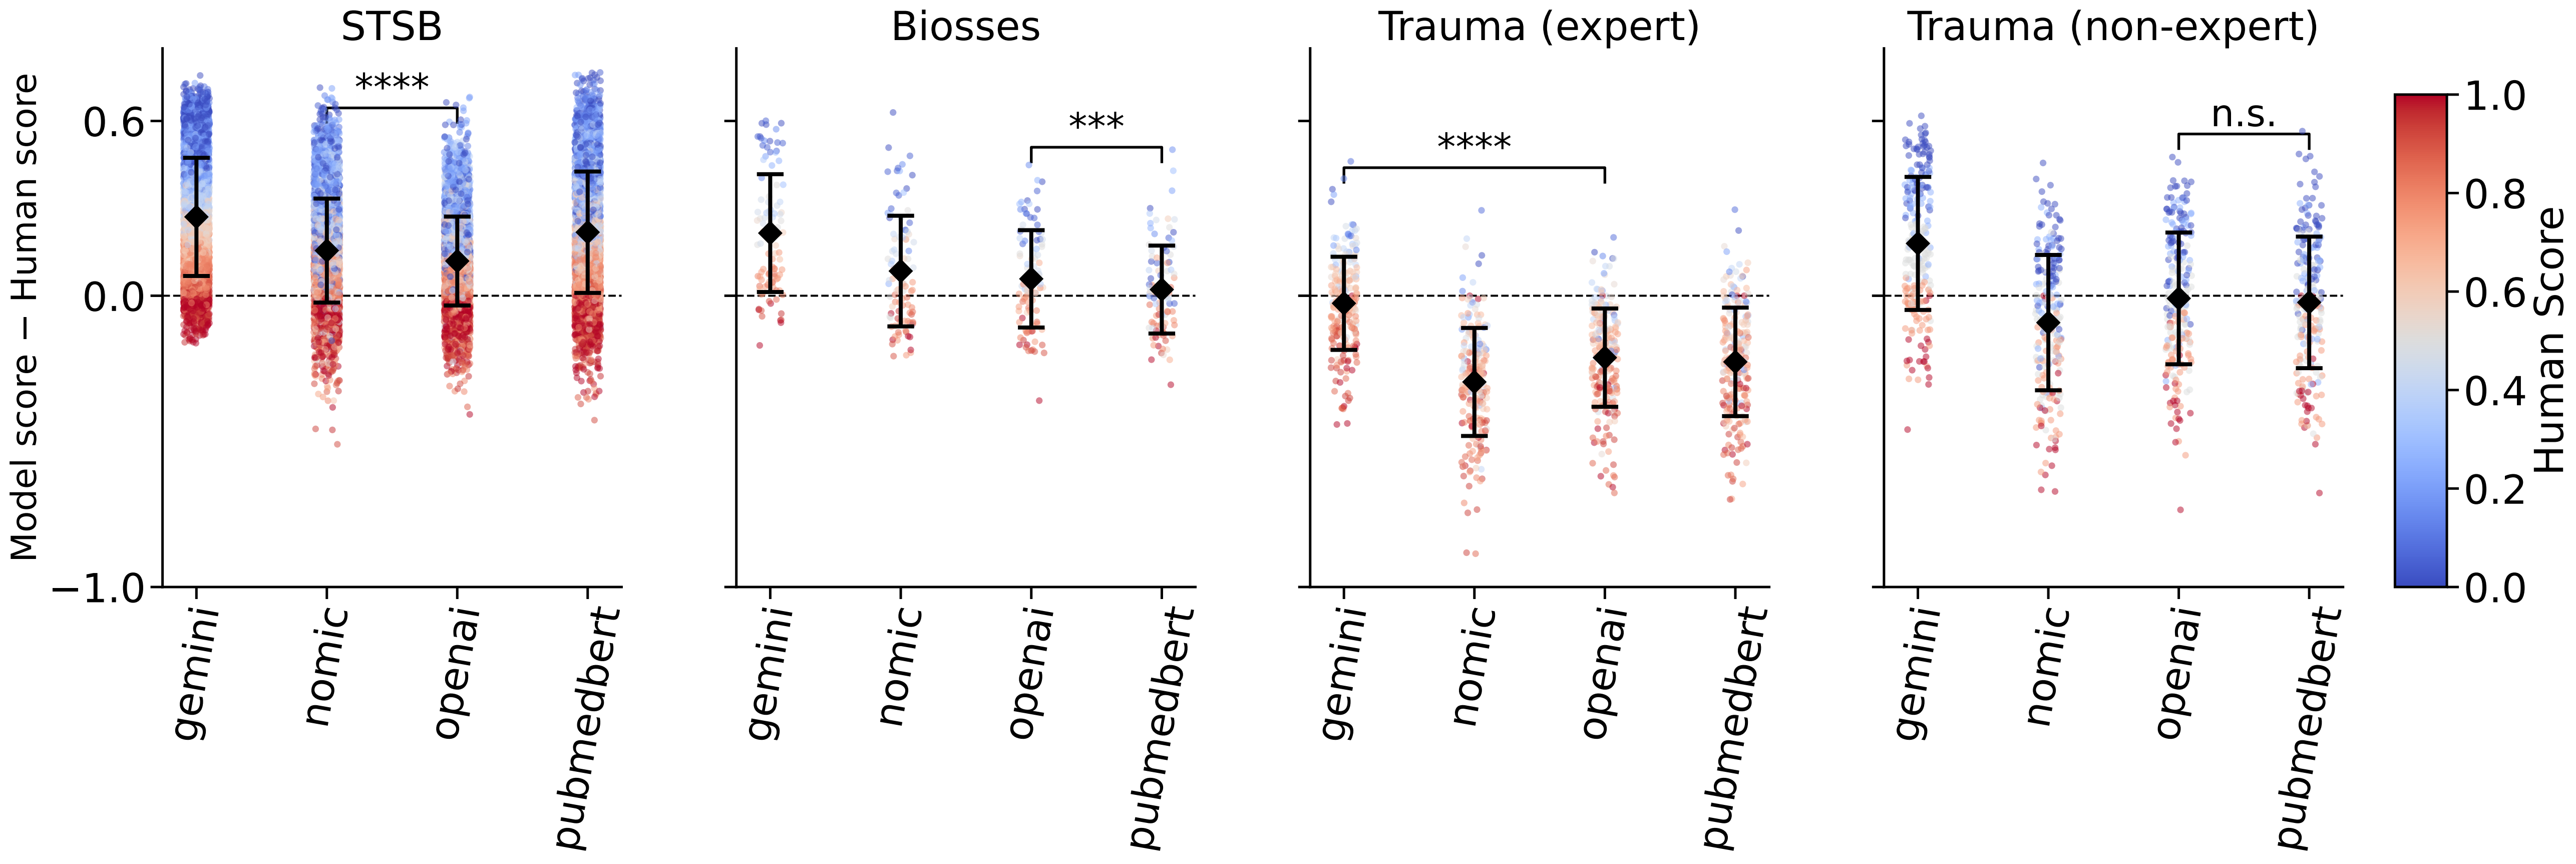 STSB
Biosses
Trauma (expert)
Trauma (non-expert)
Model score − Human score
0.6
0.0
−1.0
****
***
****
n.s.
gemini
nomic
openai
pubmedbert
gemini
nomic
openai
pubmedbert
gemini
nomic
openai
pubmedbert
gemini
nomic
openai
pubmedbert
1.0
0.8
0.6
0.4
0.2
0.0
Human Score